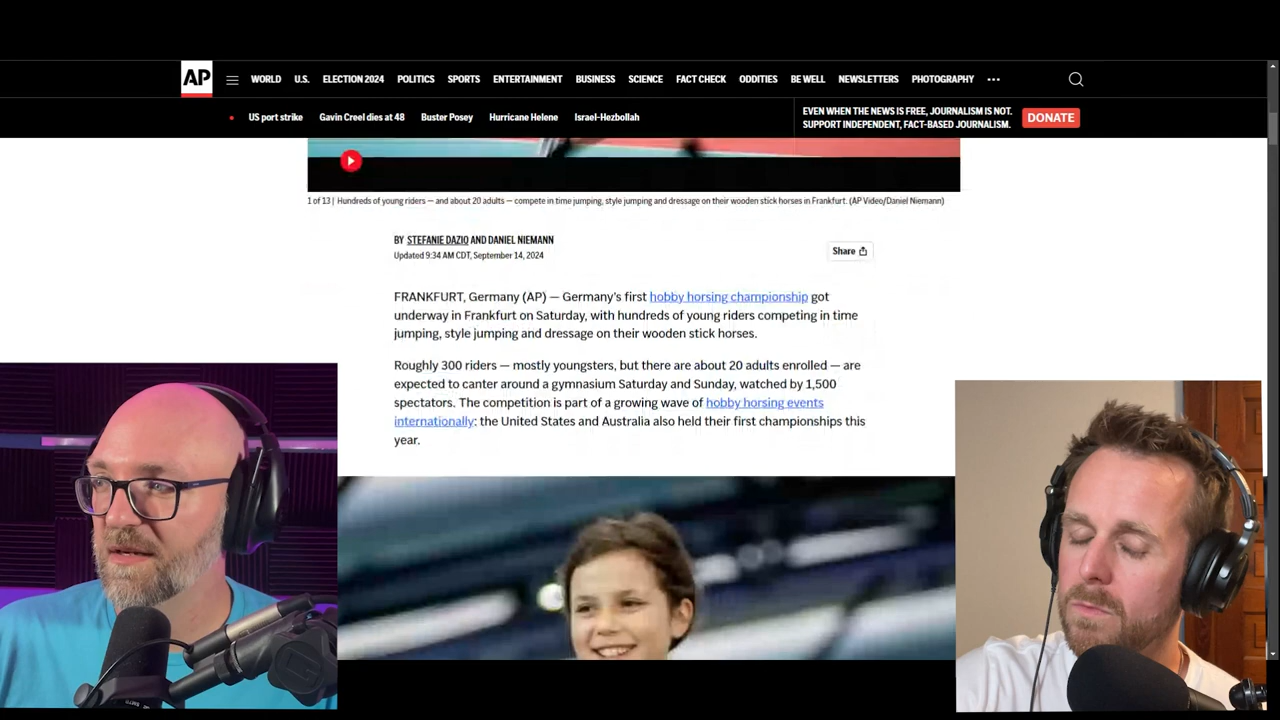 AP
WORLD U.S. ELECTION 2024 POLITICS SPORTS ENTERTAINMENT BUSINESS SCIENCE FACT CHECK ODDITIES BE WELL NEWSLETTERS PHOTOGRAPHY
US port strike Gavin Creel dies at 48 Buster Posey Hurricane Helene Israel-Hezbollah
EVEN WHEN THE NEWS IS FREE, JOURNALISM IS NOT.
SUPPORT INDEPENDENT, FACT-BASED JOURNALISM.
DONATE
1 of 13 | Hundreds of young riders — and about 20 adults — compete in time jumping, style jumping and dressage on their wooden stick horses in Frankfurt. (AP Video/Daniel Niemann)
BY STEFANIE DAZIO AND DANIEL NIEMANN
Updated 9:34 AM CDT, September 14, 2024
Share
FRANKFURT, Germany (AP) — Germany's first hobby horsing championship got
underway in Frankfurt on Saturday, with hundreds of young riders competing in time
jumping, style jumping and dressage on their wooden stick horses.
Roughly 300 riders — mostly youngsters, but there are about 20 adults enrolled — are
expected to canter around a gymnasium Saturday and Sunday, watched by 1,500
spectators. The competition is part of a growing wave of hobby horsing events
internationally: the United States and Australia also held their first championships this
year.